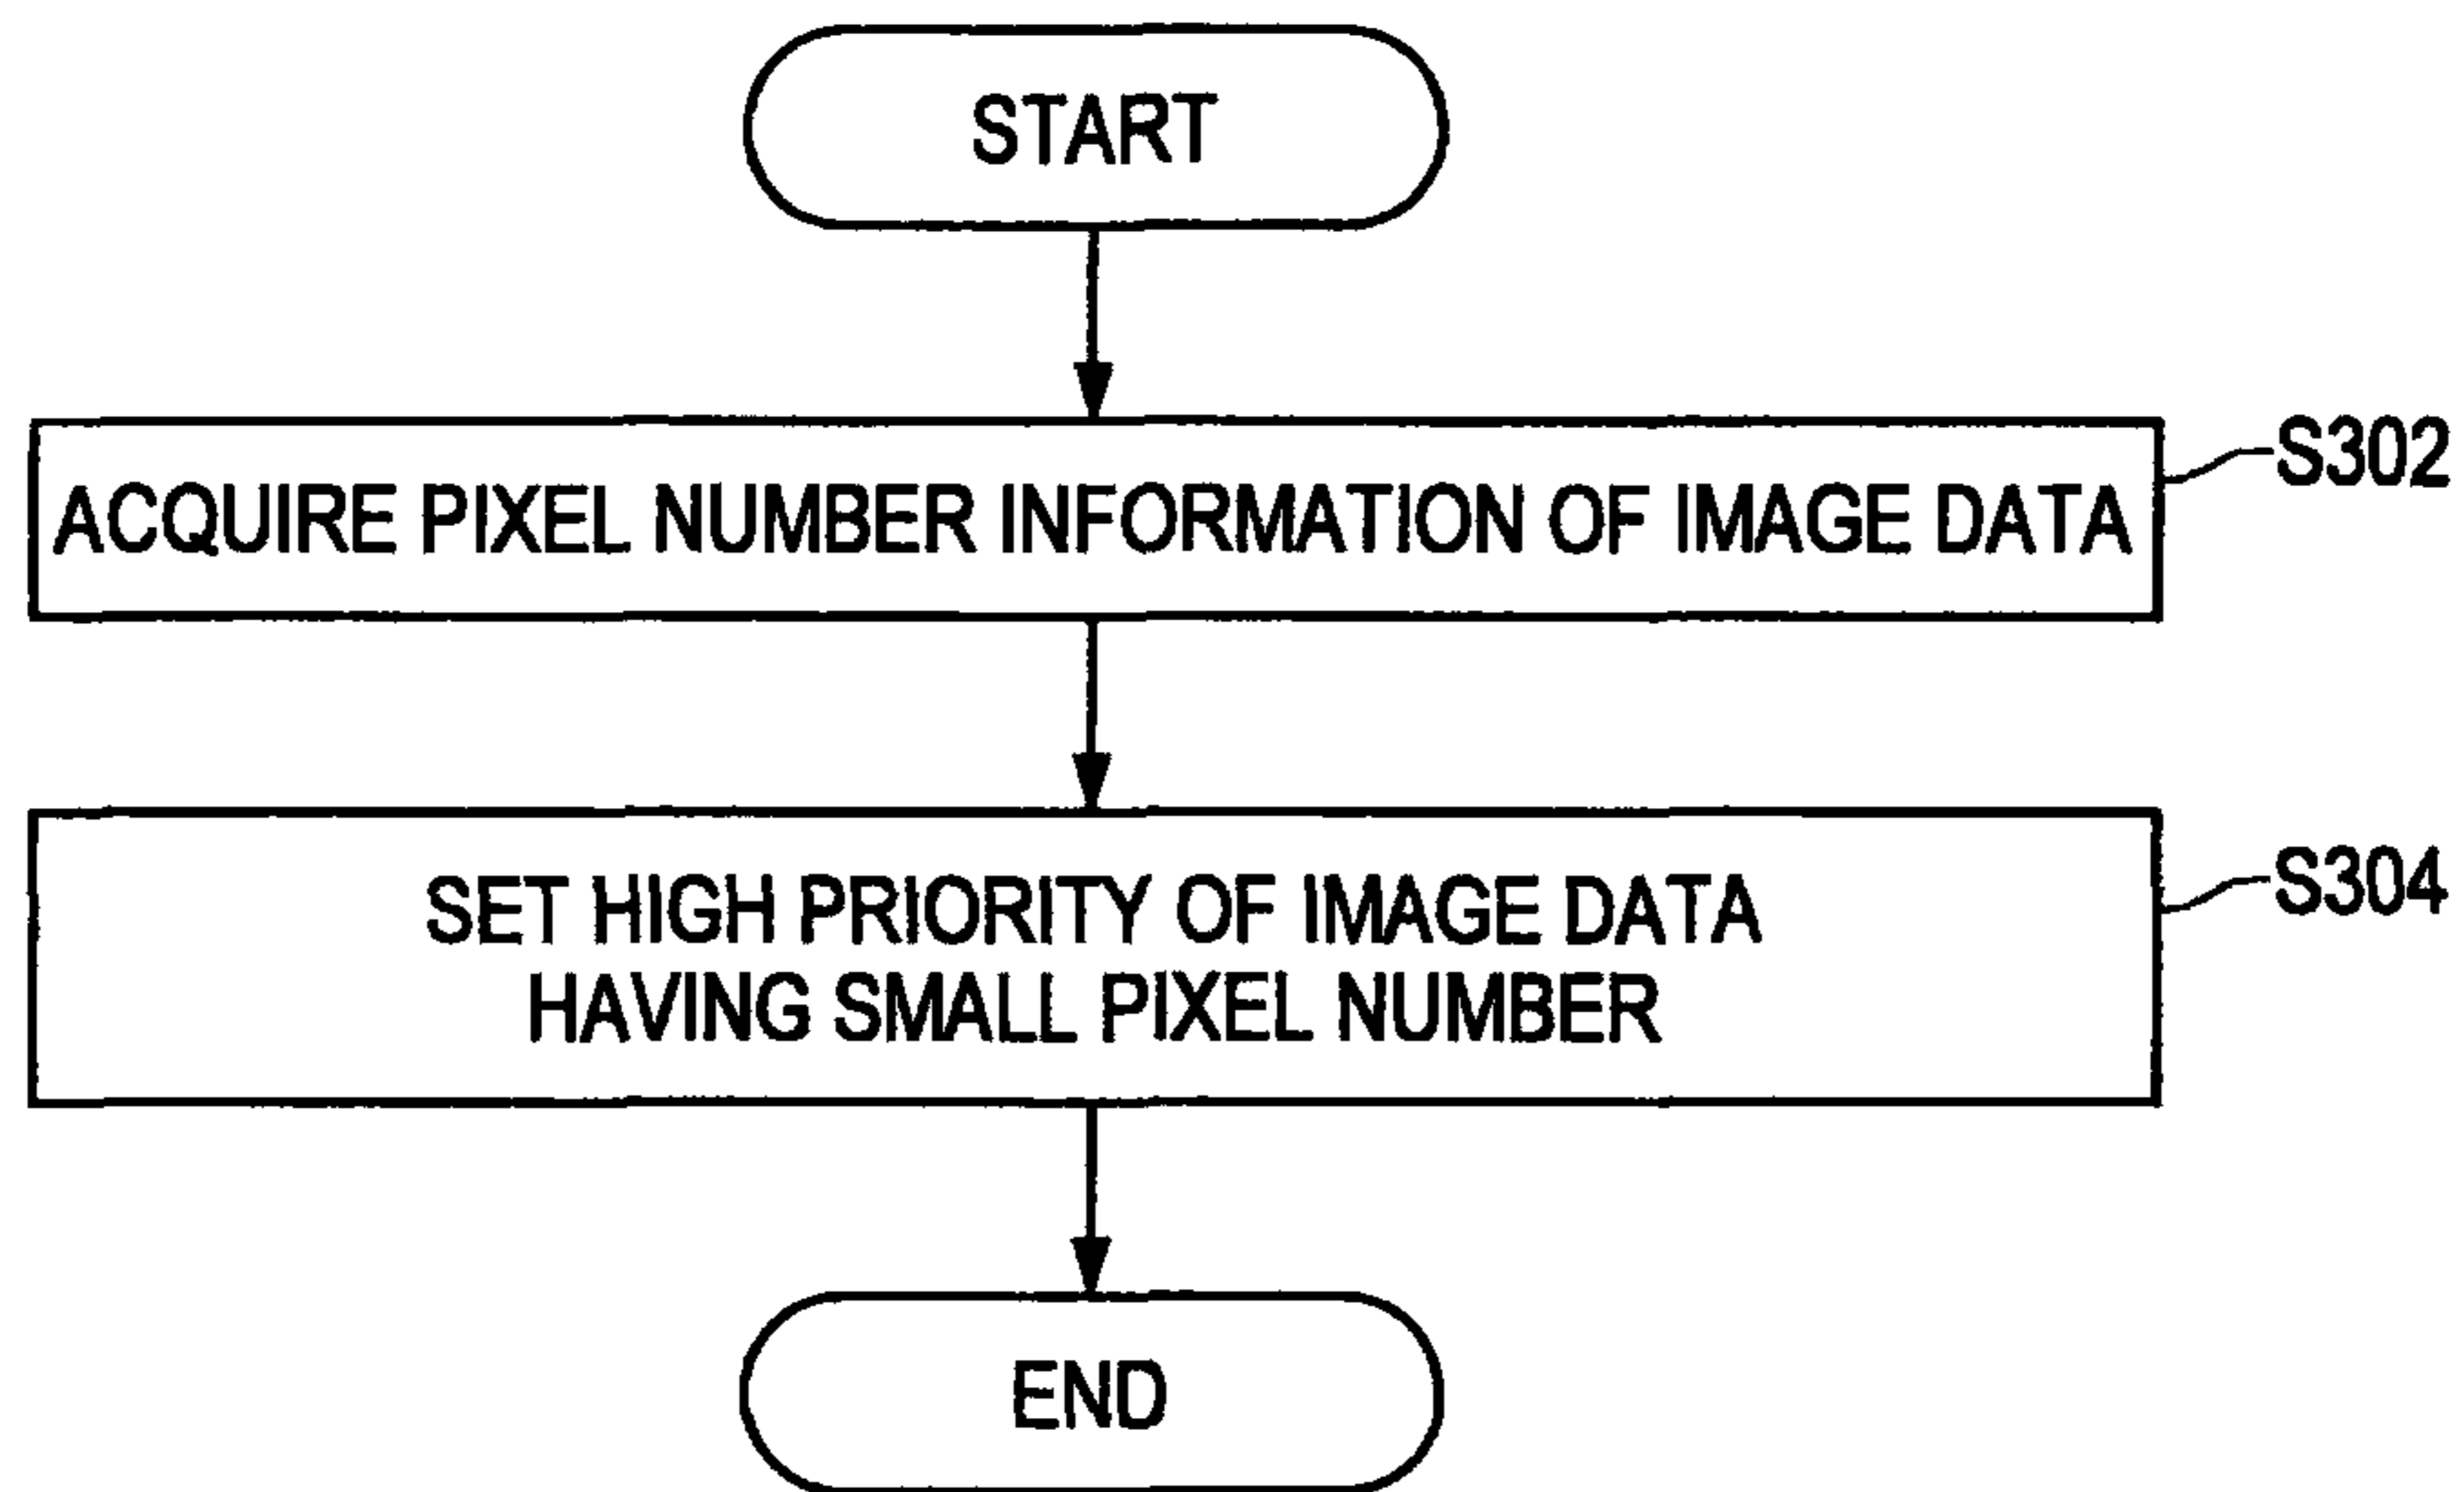 START
ACQUIRE PIXEL NUMBER INFORMATION OF IMAGE DATA
S302
SET HIGH PRIORITY OF IMAGE DATA
HAVING SMALL PIXEL NUMBER
S304
END